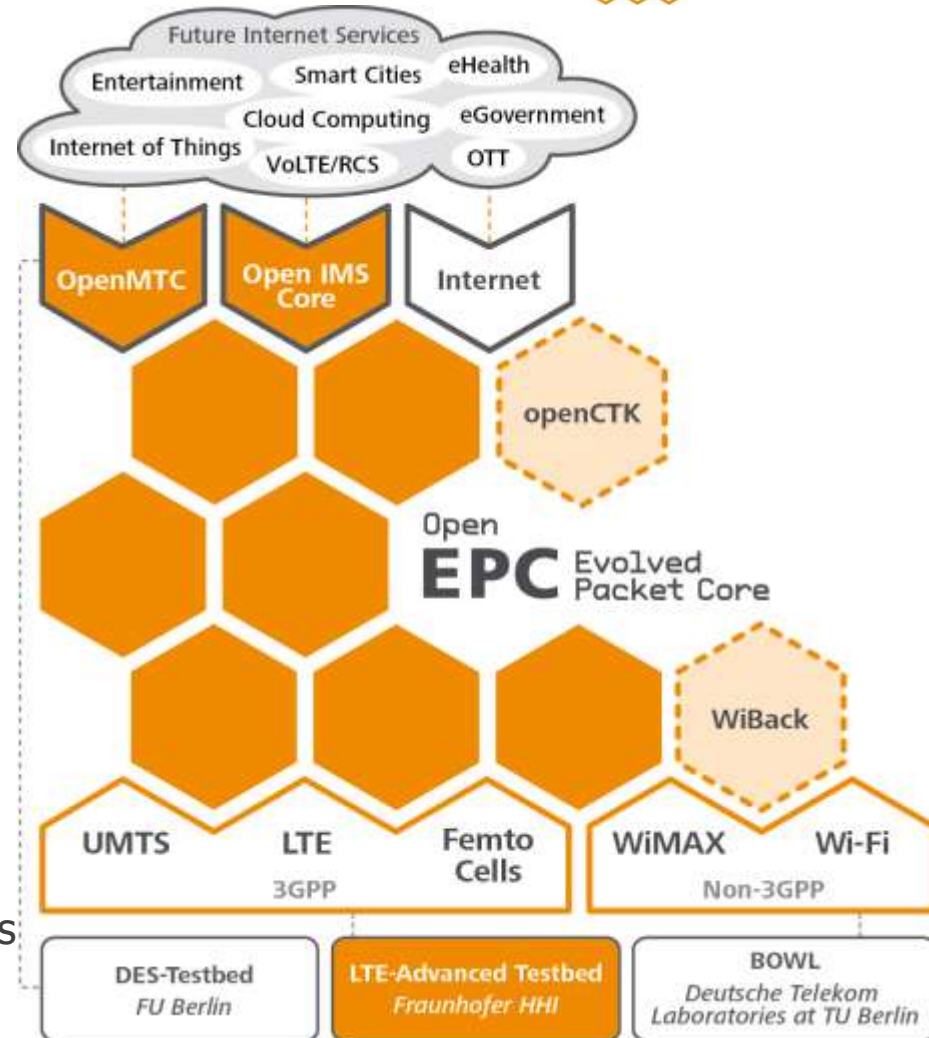 Future Internet Services
Entertainment
Smart Cities
eHealth
Cloud Computing
eGovernment
Internet of Things
VoLTE/RCS
OTT
OpenMTC
Open IMS
Core
Internet
openCTK
Open
EPC Evolved
Packet Core
WiBack
UMTS
LTE
Femto
Cells
3GPP
WiMAX
Wi-Fi
Non-3GPP
s
DES-Testbed
FU Berlin
LTE-Advanced Testbed
Fraunhofer HHI
BOWL
Deutsche Telekom
Laboratories at TU Berlin